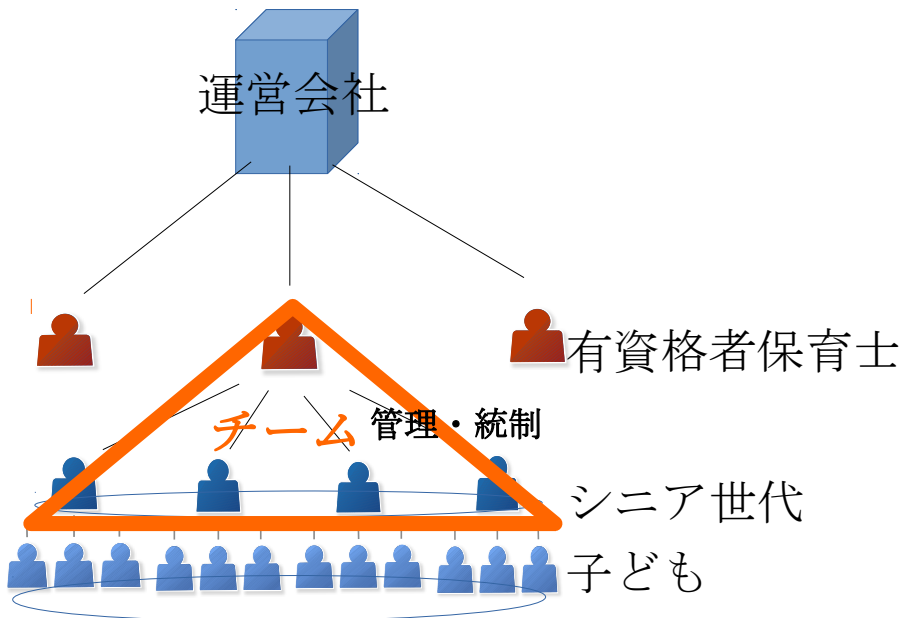 運営会社
有資格者保育士
チーム
管理・統制
シニア世代
子ども